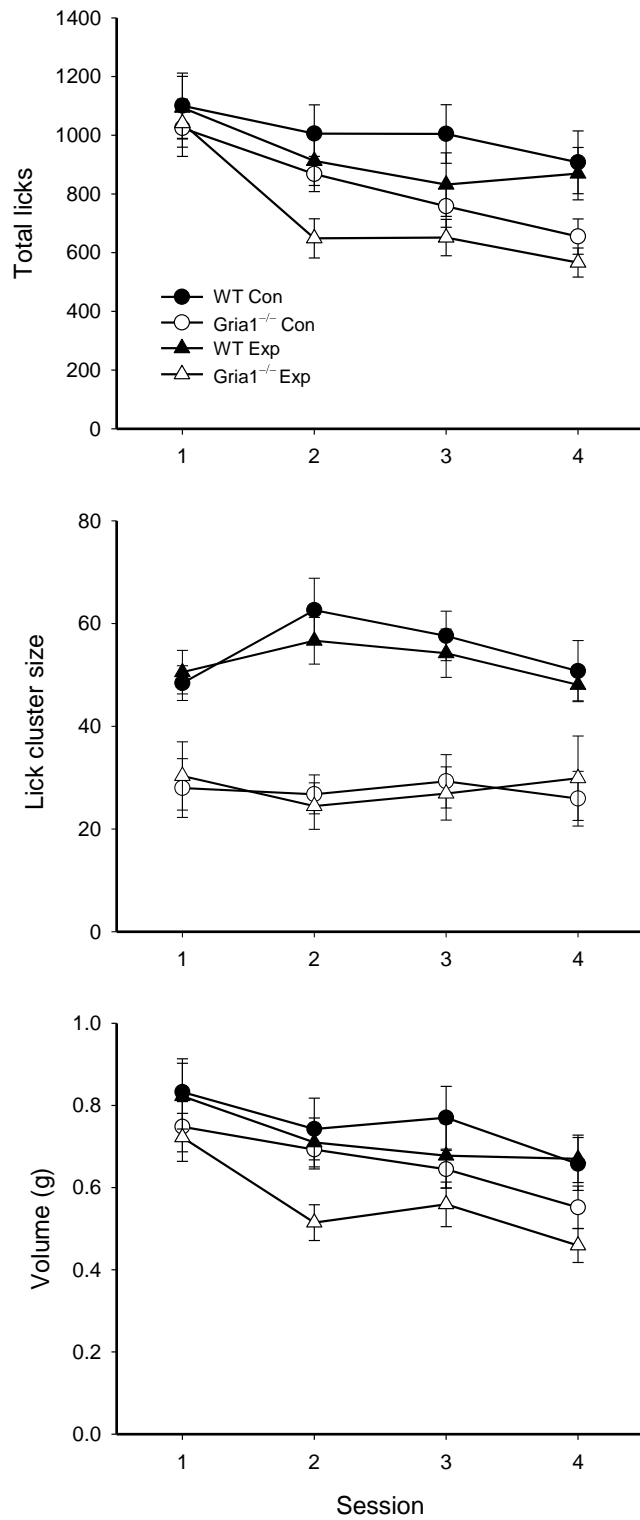 1400
1200
1000
800
600
400
200
0
Total licks
WT Con
Gria1⁻/⁻ Con
WT Exp
Gria1⁻/⁻ Exp
1 2 3 4
80
60
40
20
0
Lick cluster size
1 2 3 4
1.0
0.8
0.6
0.4
0.2
0.0
Volume (g)
1 2 3 4
Session